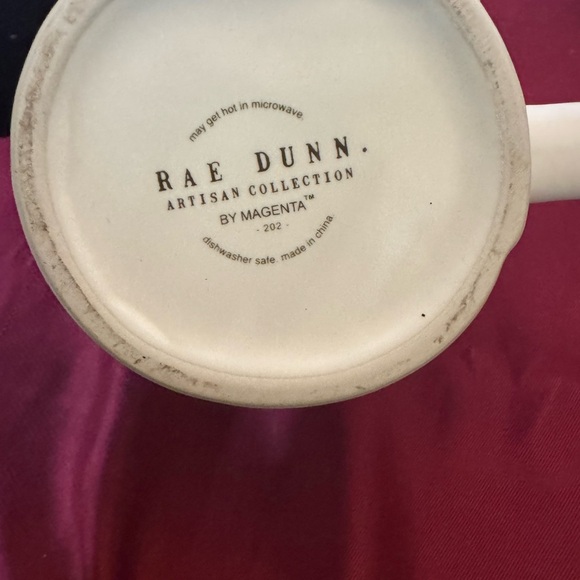 may get hot in microwave.
RAE DUNN.
ARTISAN COLLECTION
BY MAGENTA™
- 202 -
dishwasher safe. made in china.